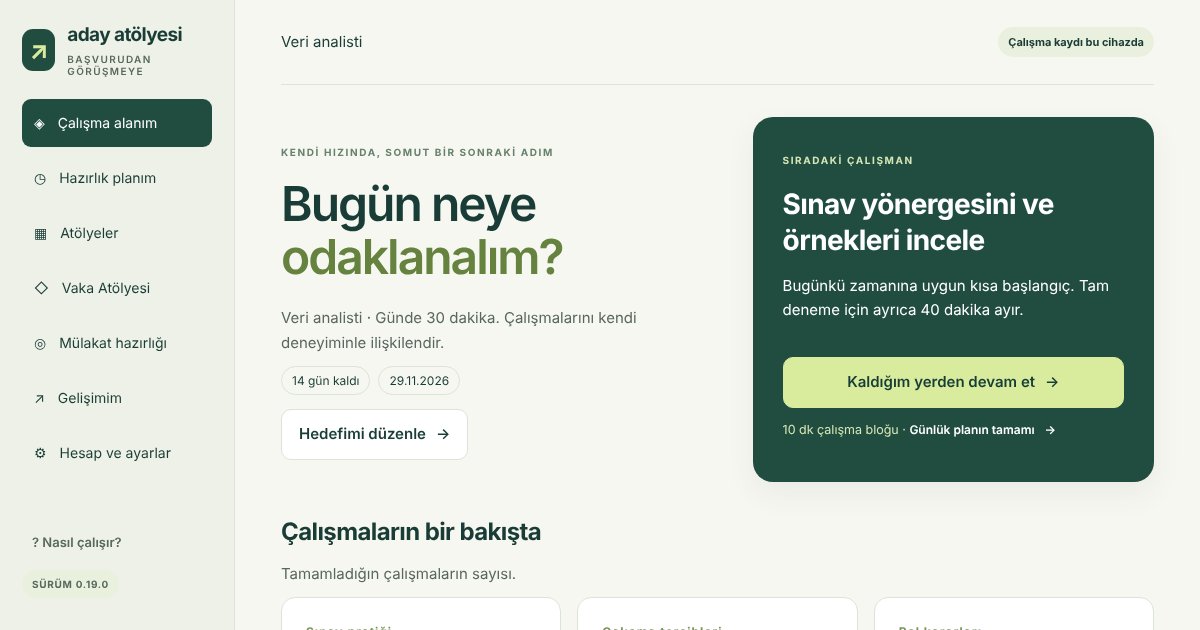 aday atölyesi
BAŞVURUDAN
GÖRÜŞMEYE
Çalışma alanım
Hazırlık planım
Atölyeler
Vaka Atölyesi
Mülakat hazırlığı
Gelişimim
Hesap ve ayarlar
? Nasıl çalışır?
SÜRÜM 0.19.0
Veri analisti
Çalışma kaydı bu cihazda
KENDİ HIZINDA, SOMUT BİR SONRAKİ ADIM
Bugün neye
odaklanalım?
Veri analisti · Günde 30 dakika. Çalışmalarını kendi
deneyiminle ilişkilendir.
14 gün kaldı
29.11.2026
Hedefimi düzenle →
SIRADAKİ ÇALIŞMAN
Sınav yönergesini ve
örnekleri incele
Bugünkü zamanına uygun kısa başlangıç. Tam
deneme için ayrıca 40 dakika ayır.
Kaldığım yerden devam et →
10 dk çalışma bloğu · Günlük planın tamamı →
Çalışmaların bir bakışta
Tamamladığın çalışmaların sayısı.